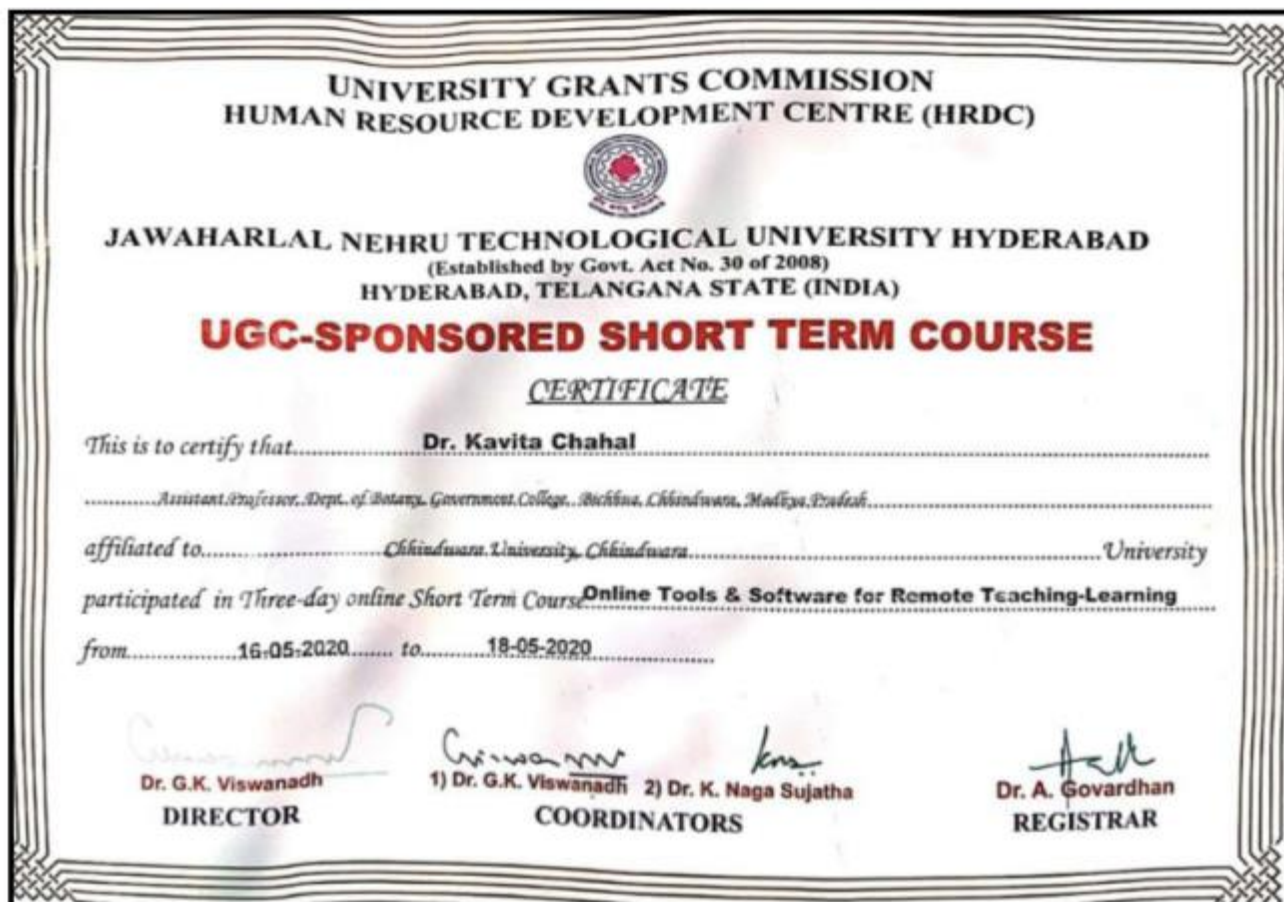 UNIVERSITY GRANTS COMMISSION
HUMAN RESOURCE DEVELOPMENT CENTRE (HRDC)
JAWAHARLAL NEHRU TECHNOLOGICAL UNIVERSITY HYDERABAD
(Established by Govt. Act No. 30 of 2008)
HYDERABAD, TELANGANA STATE (INDIA)
UGC-SPONSORED SHORT TERM COURSE
CERTIFICATE
This is to certify that Dr. Kavita Chahal
Assistant Professor, Dept. of Botany, Government College, Bichhua, Chhindwara, Madhya Pradesh
affiliated to Chhindwara University, Chhindwara University
participated in Three-day online Short Term Course Online Tools & Software for Remote Teaching-Learning
from 16-05-2020 to 18-05-2020
Dr. G.K. Viswanadh 1) Dr. G.K. Viswanadh 2) Dr. K. Naga Sujatha Dr. A. Govardhan
DIRECTOR COORDINATORS REGISTRAR